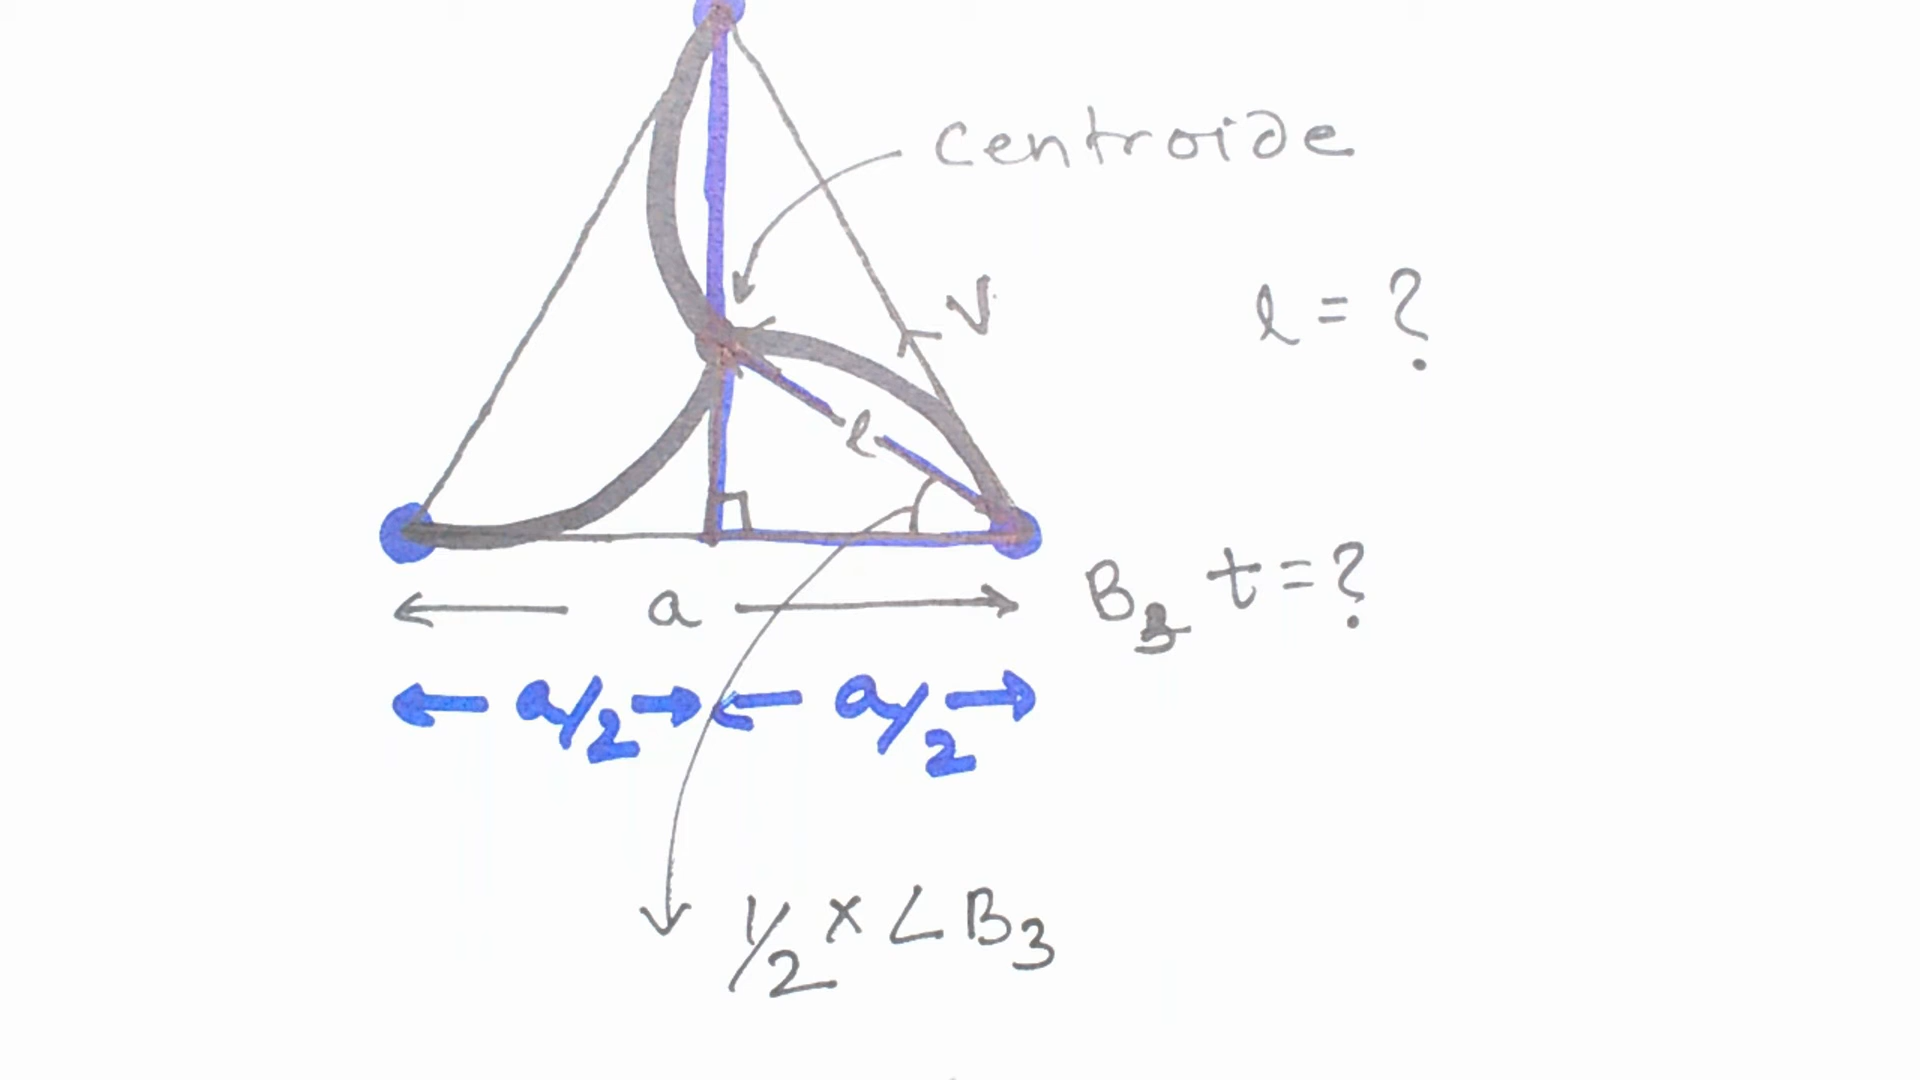 centroide
V
l = ?
l
B3 t = ?
a
a/2 a/2
1/2 × ∠B3